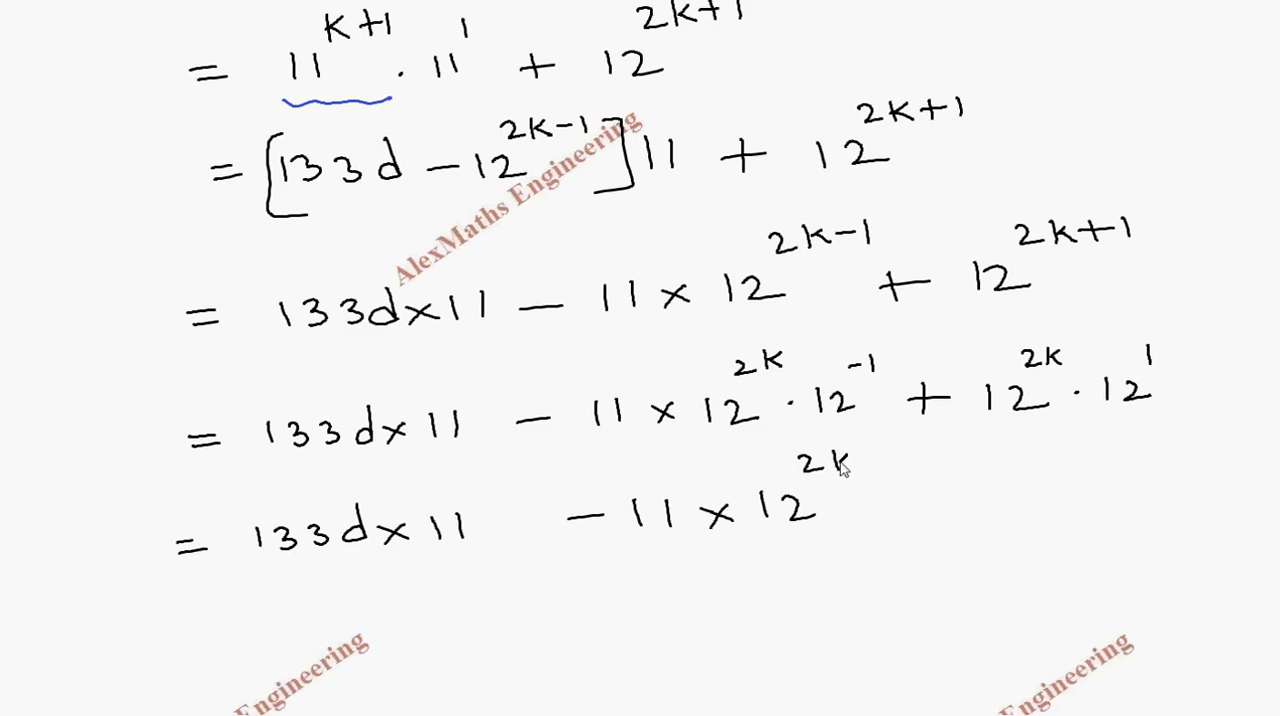 = 11^{k+1} . 11^1 + 12^{2k+1}
= [133d - 12^{2k-1}] 11 + 12^{2k+1}
AlexMaths Engineering
= 133d × 11 - 11 × 12^{2k-1} + 12^{2k+1}
= 133d × 11 - 11 × 12^{2k} . 12^{-1} + 12^{2k} . 12^1
= 133d × 11 - 11 × 12^{2k}
Engineering
Engineering